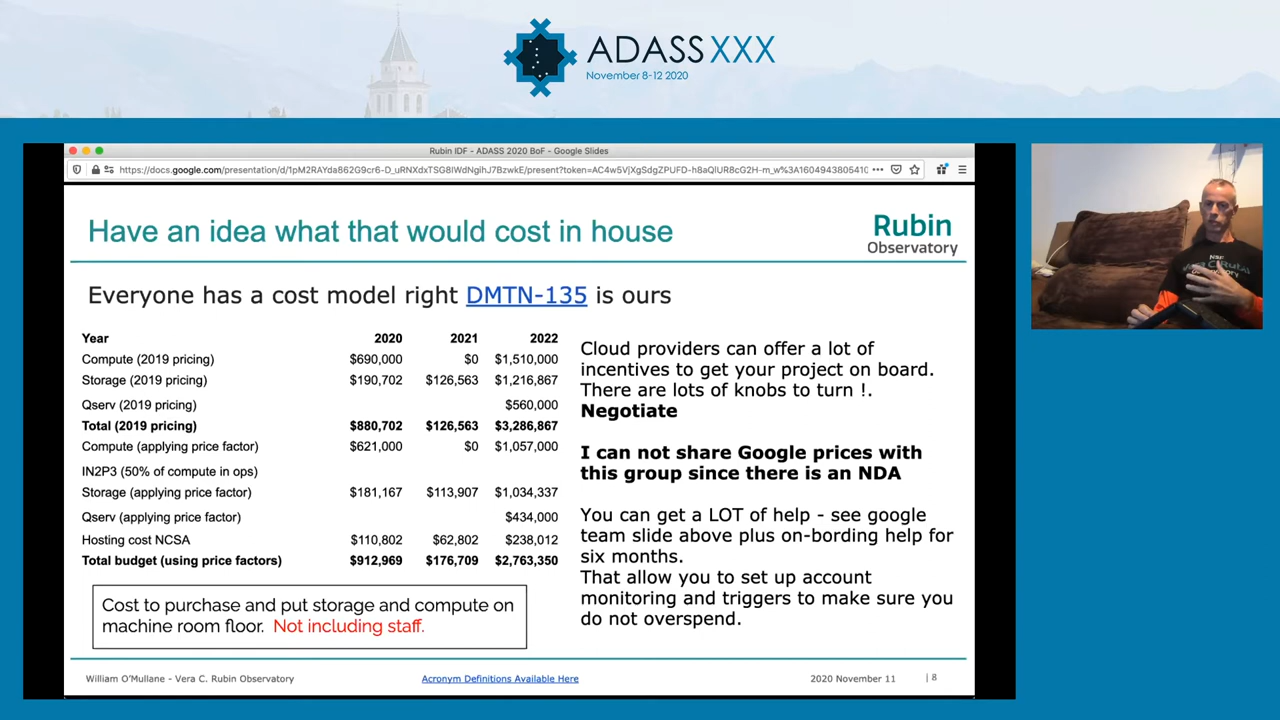 ADASS XXX
November 8-12 2020
Rubin IDF - ADASS 2020 BoF - Google Slides
Have an idea what that would cost in house
Rubin
Observatory
Everyone has a cost model right DMTN-135 is ours
Year 2020 2021 2022
Compute (2019 pricing) $690,000 $0 $1,510,000
Storage (2019 pricing) $190,702 $126,563 $1,216,867
Qserv (2019 pricing) $560,000
Total (2019 pricing) $880,702 $126,563 $3,286,867
Compute (applying price factor) $621,000 $0 $1,057,000
IN2P3 (50% of compute in ops)
Storage (applying price factor) $181,167 $113,907 $1,034,337
Qserv (applying price factor) $434,000
Hosting cost NCSA $110,802 $62,802 $238,012
Total budget (using price factors) $912,969 $176,709 $2,763,350
Cost to purchase and put storage and compute on
machine room floor. Not including staff.
Cloud providers can offer a lot of
incentives to get your project on board.
There are lots of knobs to turn !.
Negotiate
I can not share Google prices with
this group since there is an NDA
You can get a LOT of help - see google
team slide above plus on-bording help for
six months.
That allow you to set up account
monitoring and triggers to make sure you
do not overspend.
William O'Mullane - Vera C. Rubin Observatory
Acronym Definitions Available Here
2020 November 11 | 8